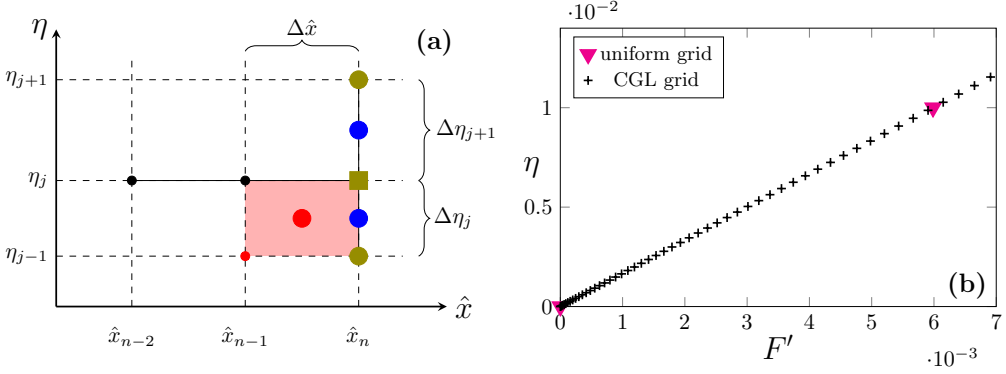 η
Δx̂
(a)
η_{j+1}
Δη_{j+1}
η_j
Δη_j
η_{j−1}
x̂
x̂_{n−2}
x̂_{n−1}
x̂_n
·10^{−2}
uniform grid
CGL grid
1
η
0.5
(b)
0
0 1 2 3 4 5 6 7
F′
·10^{−3}